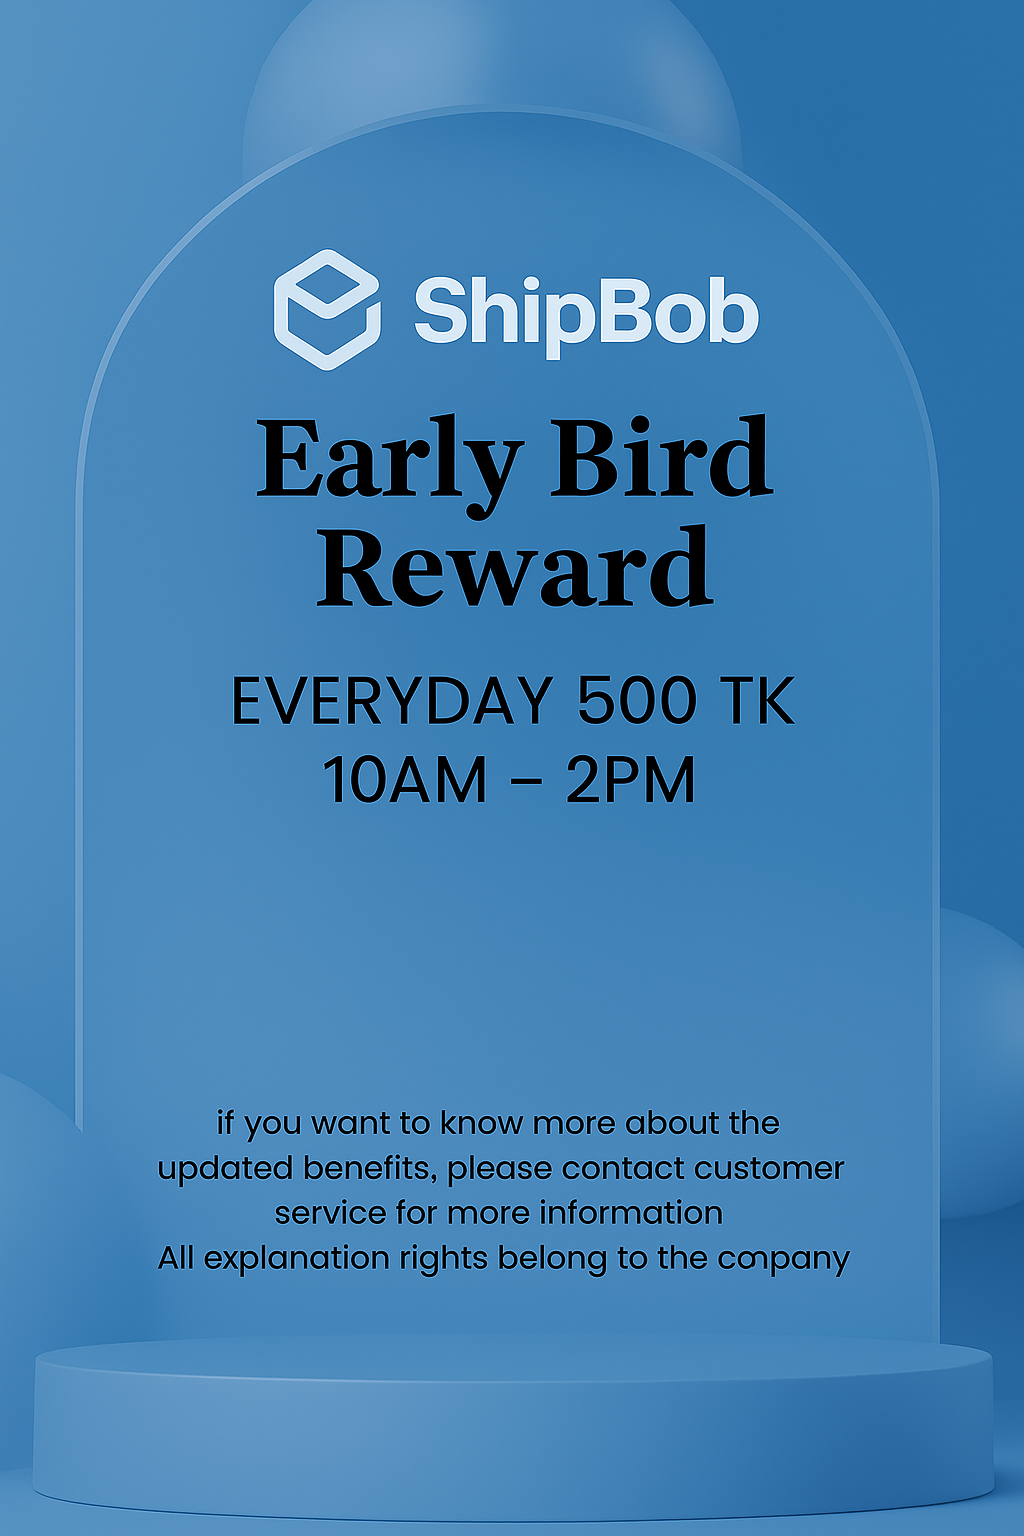 ShipBob
Early Bird
Reward
EVERYDAY 500 TK
10AM – 2PM
if you want to know more about the
updated benefits, please contact customer
service for more information
All explanation rights belong to the company